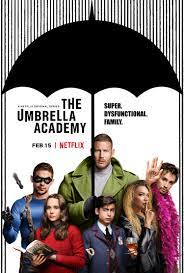 A NETFLIX ORIGINAL SERIES
THE
UMBRELLA
ACADEMY
FEB 15 | NETFLIX
SUPER.
DYSFUNCTIONAL.
FAMILY.